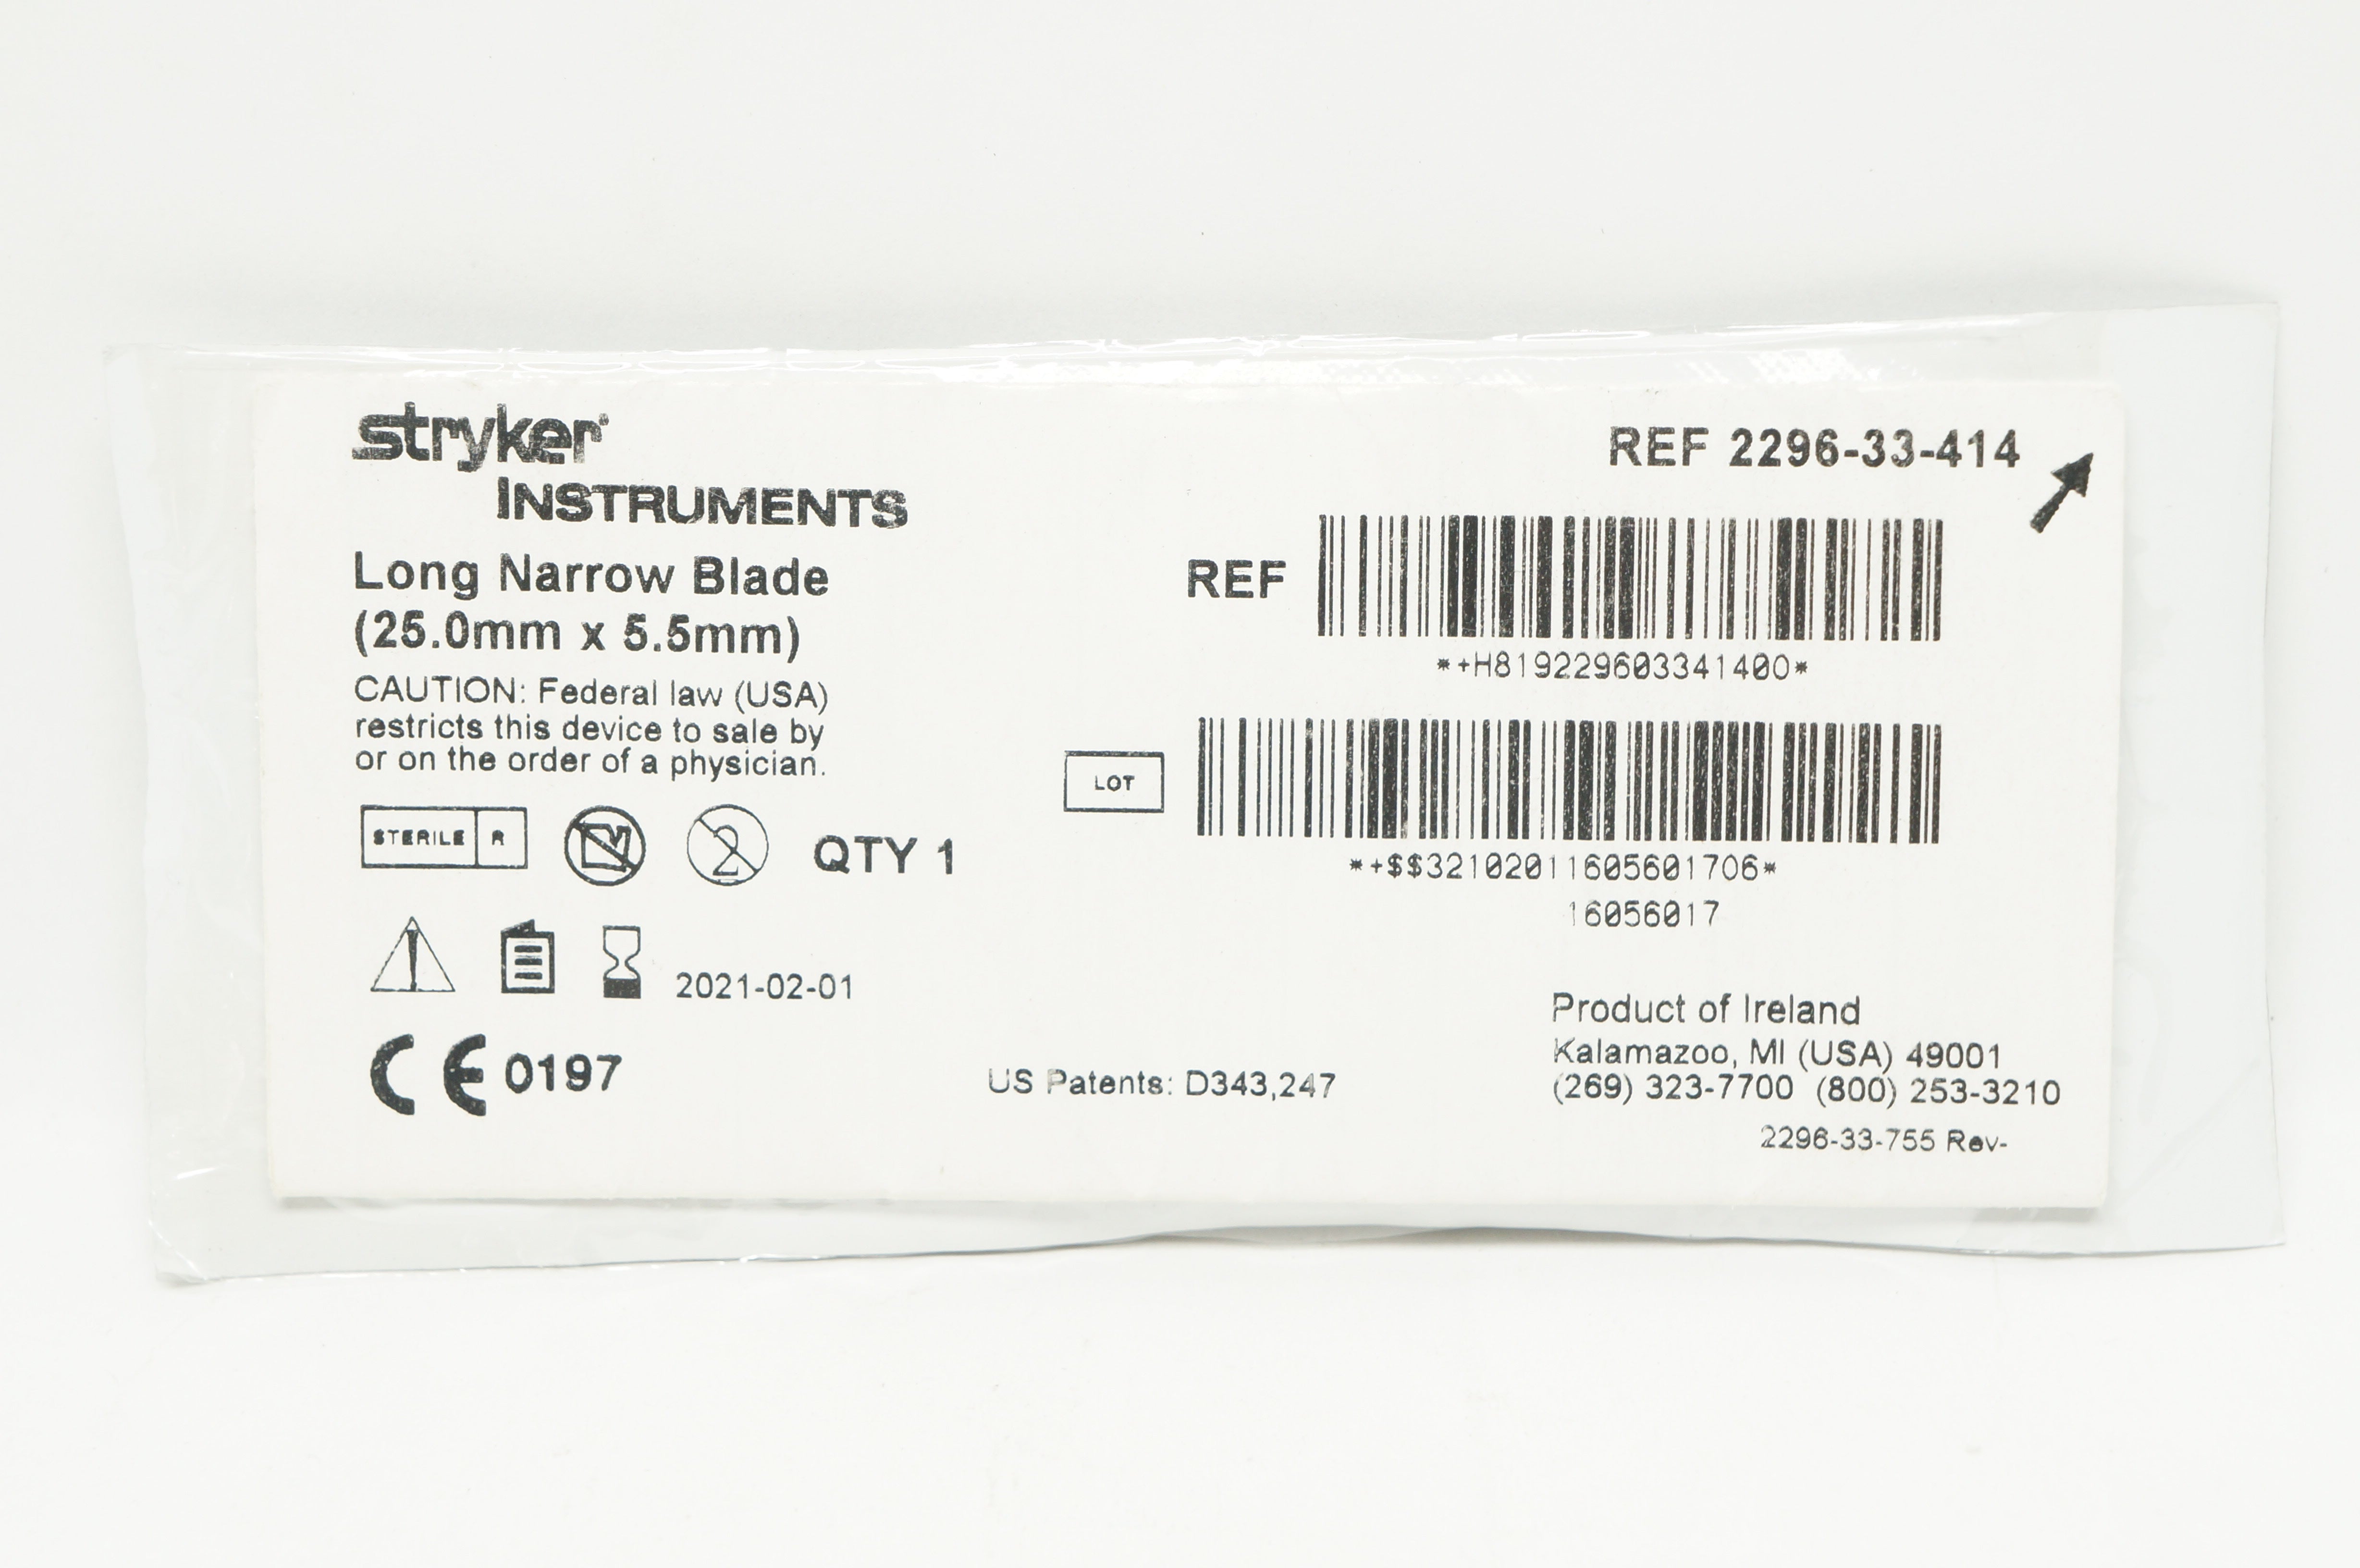 stryker
INSTRUMENTS
Long Narrow Blade
(25.0mm x 5.5mm)
CAUTION: Federal law (USA)
restricts this device to sale by
or on the order of a physician.
STERILE R
2
QTY 1
2021-02-01
CE 0197
US Patents: D343,247
REF 2296-33-414
REF
*+H819229603341400*
LOT
*+$$32102011605601706*
16056017
Product of Ireland
Kalamazoo, MI (USA) 49001
(269) 323-7700 (800) 253-3210
2296-33-755 Rev-